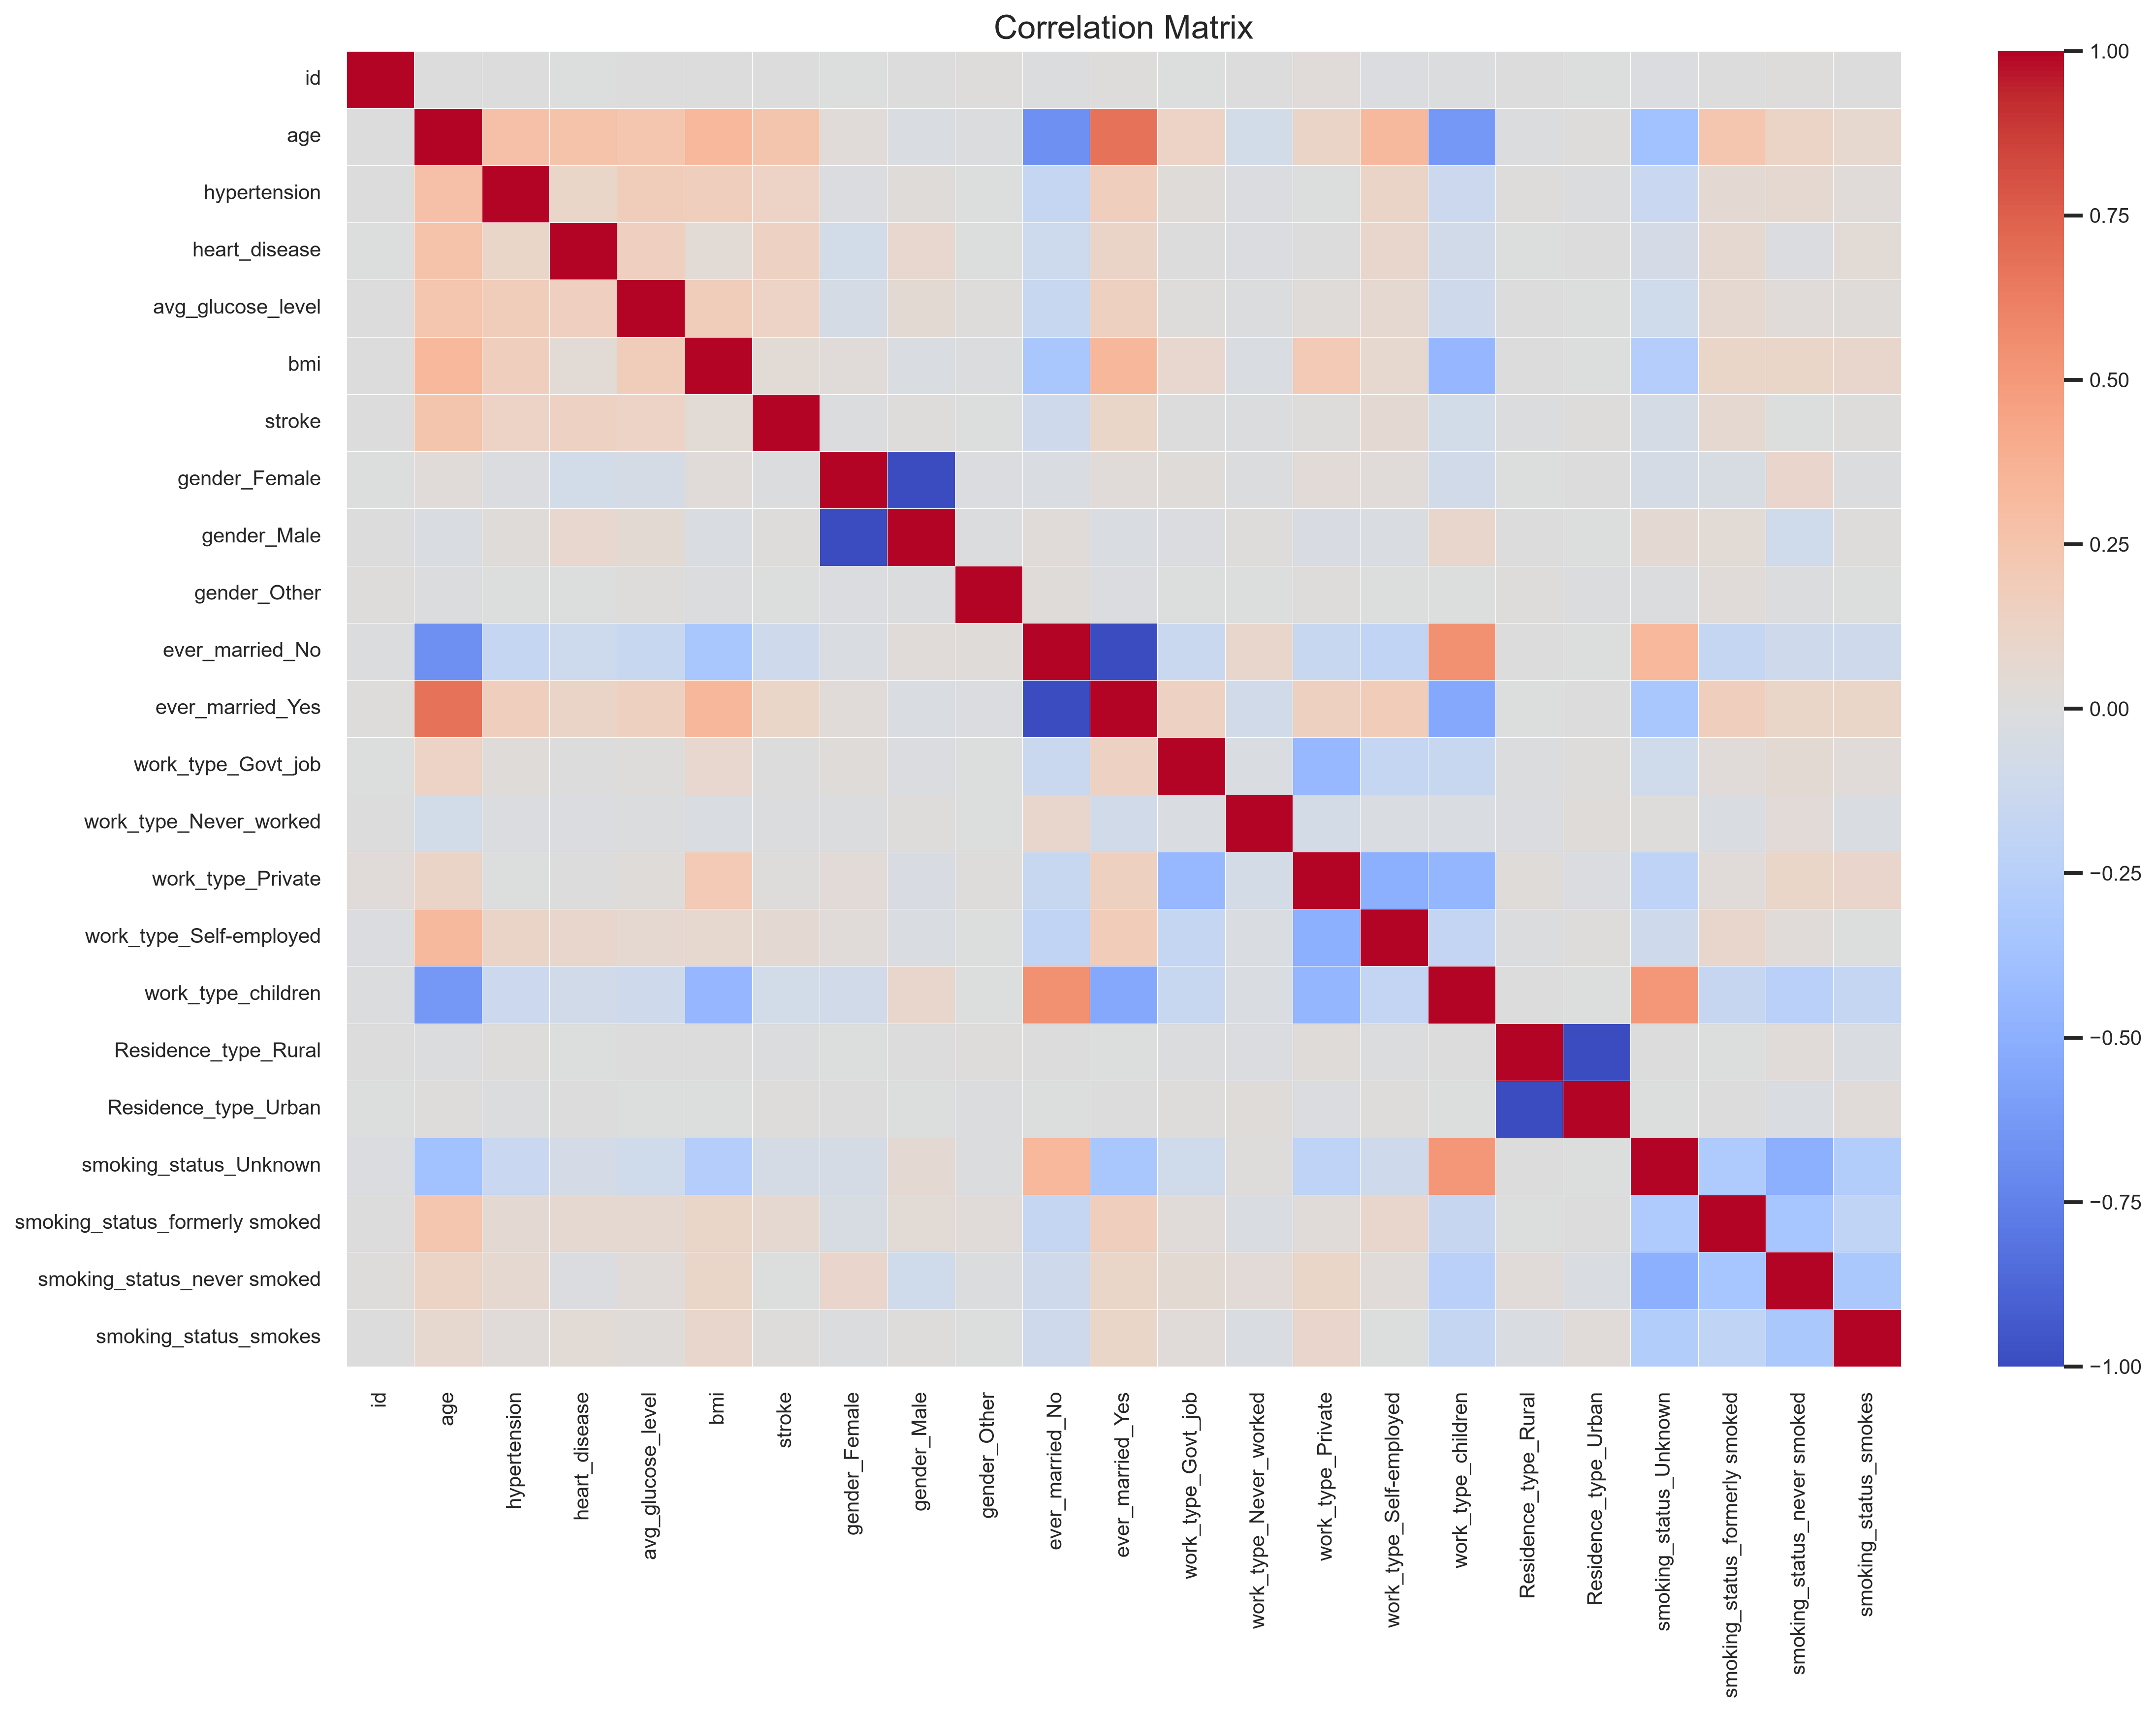 Correlation Matrix
id
age
hypertension
heart_disease
avg_glucose_level
bmi
stroke
gender_Female
gender_Male
gender_Other
ever_married_No
ever_married_Yes
work_type_Govt_job
work_type_Never_worked
work_type_Private
work_type_Self-employed
work_type_children
Residence_type_Rural
Residence_type_Urban
smoking_status_Unknown
smoking_status_formerly smoked
smoking_status_never smoked
smoking_status_smokes
id
age
hypertension
heart_disease
avg_glucose_level
bmi
stroke
gender_Female
gender_Male
gender_Other
ever_married_No
ever_married_Yes
work_type_Govt_job
work_type_Never_worked
work_type_Private
work_type_Self-employed
work_type_children
Residence_type_Rural
Residence_type_Urban
smoking_status_Unknown
smoking_status_formerly smoked
smoking_status_never smoked
smoking_status_smokes
1.00
0.75
0.50
0.25
0.00
−0.25
−0.50
−0.75
−1.00